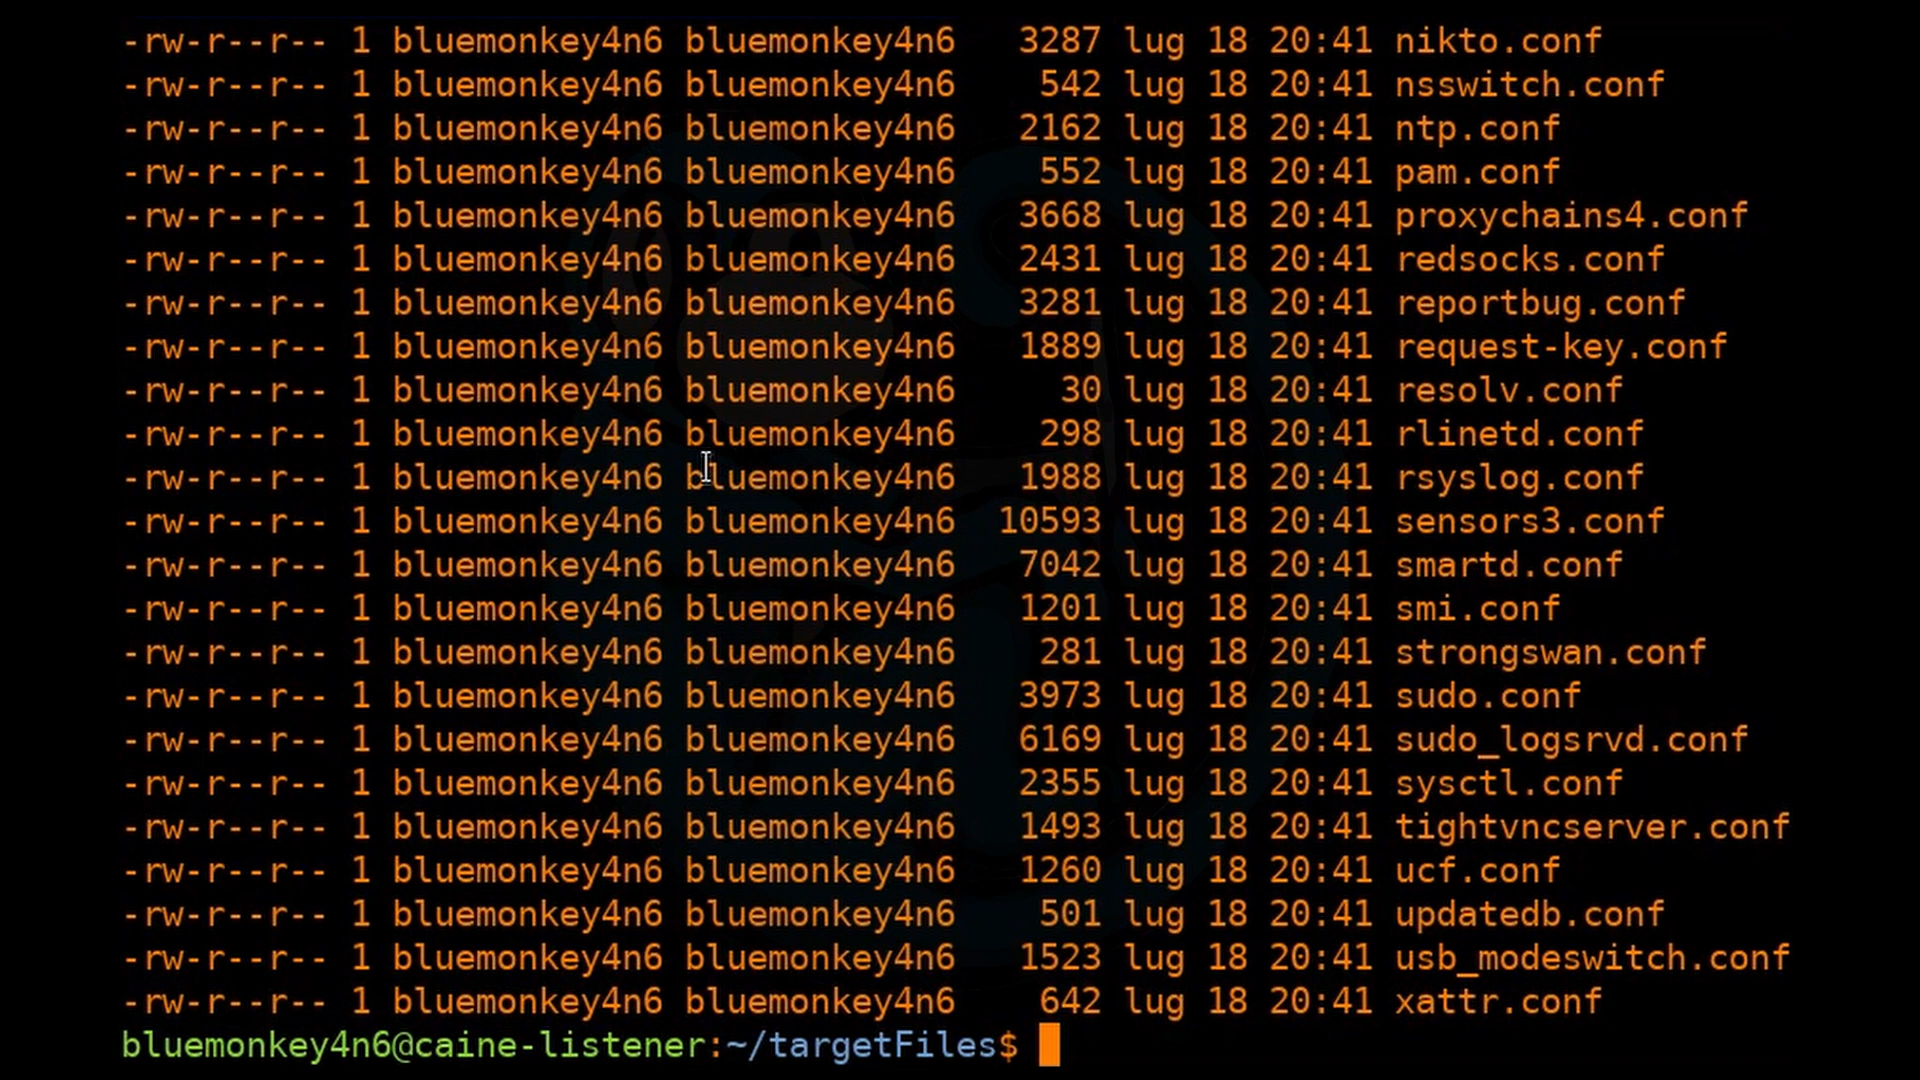 -rw-r--r-- 1 bluemonkey4n6 bluemonkey4n6   3287 lug 18 20:41 nikto.conf
-rw-r--r-- 1 bluemonkey4n6 bluemonkey4n6    542 lug 18 20:41 nsswitch.conf
-rw-r--r-- 1 bluemonkey4n6 bluemonkey4n6   2162 lug 18 20:41 ntp.conf
-rw-r--r-- 1 bluemonkey4n6 bluemonkey4n6    552 lug 18 20:41 pam.conf
-rw-r--r-- 1 bluemonkey4n6 bluemonkey4n6   3668 lug 18 20:41 proxychains4.conf
-rw-r--r-- 1 bluemonkey4n6 bluemonkey4n6   2431 lug 18 20:41 redsocks.conf
-rw-r--r-- 1 bluemonkey4n6 bluemonkey4n6   3281 lug 18 20:41 reportbug.conf
-rw-r--r-- 1 bluemonkey4n6 bluemonkey4n6   1889 lug 18 20:41 request-key.conf
-rw-r--r-- 1 bluemonkey4n6 bluemonkey4n6     30 lug 18 20:41 resolv.conf
-rw-r--r-- 1 bluemonkey4n6 bluemonkey4n6    298 lug 18 20:41 rlinetd.conf
-rw-r--r-- 1 bluemonkey4n6 bluemonkey4n6   1988 lug 18 20:41 rsyslog.conf
-rw-r--r-- 1 bluemonkey4n6 bluemonkey4n6  10593 lug 18 20:41 sensors3.conf
-rw-r--r-- 1 bluemonkey4n6 bluemonkey4n6   7042 lug 18 20:41 smartd.conf
-rw-r--r-- 1 bluemonkey4n6 bluemonkey4n6   1201 lug 18 20:41 smi.conf
-rw-r--r-- 1 bluemonkey4n6 bluemonkey4n6    281 lug 18 20:41 strongswan.conf
-rw-r--r-- 1 bluemonkey4n6 bluemonkey4n6   3973 lug 18 20:41 sudo.conf
-rw-r--r-- 1 bluemonkey4n6 bluemonkey4n6   6169 lug 18 20:41 sudo_logsrvd.conf
-rw-r--r-- 1 bluemonkey4n6 bluemonkey4n6   2355 lug 18 20:41 sysctl.conf
-rw-r--r-- 1 bluemonkey4n6 bluemonkey4n6   1493 lug 18 20:41 tightvncserver.conf
-rw-r--r-- 1 bluemonkey4n6 bluemonkey4n6   1260 lug 18 20:41 ucf.conf
-rw-r--r-- 1 bluemonkey4n6 bluemonkey4n6    501 lug 18 20:41 updatedb.conf
-rw-r--r-- 1 bluemonkey4n6 bluemonkey4n6   1523 lug 18 20:41 usb_modeswitch.conf
-rw-r--r-- 1 bluemonkey4n6 bluemonkey4n6    642 lug 18 20:41 xattr.conf
bluemonkey4n6@caine-listener:~/targetFiles$